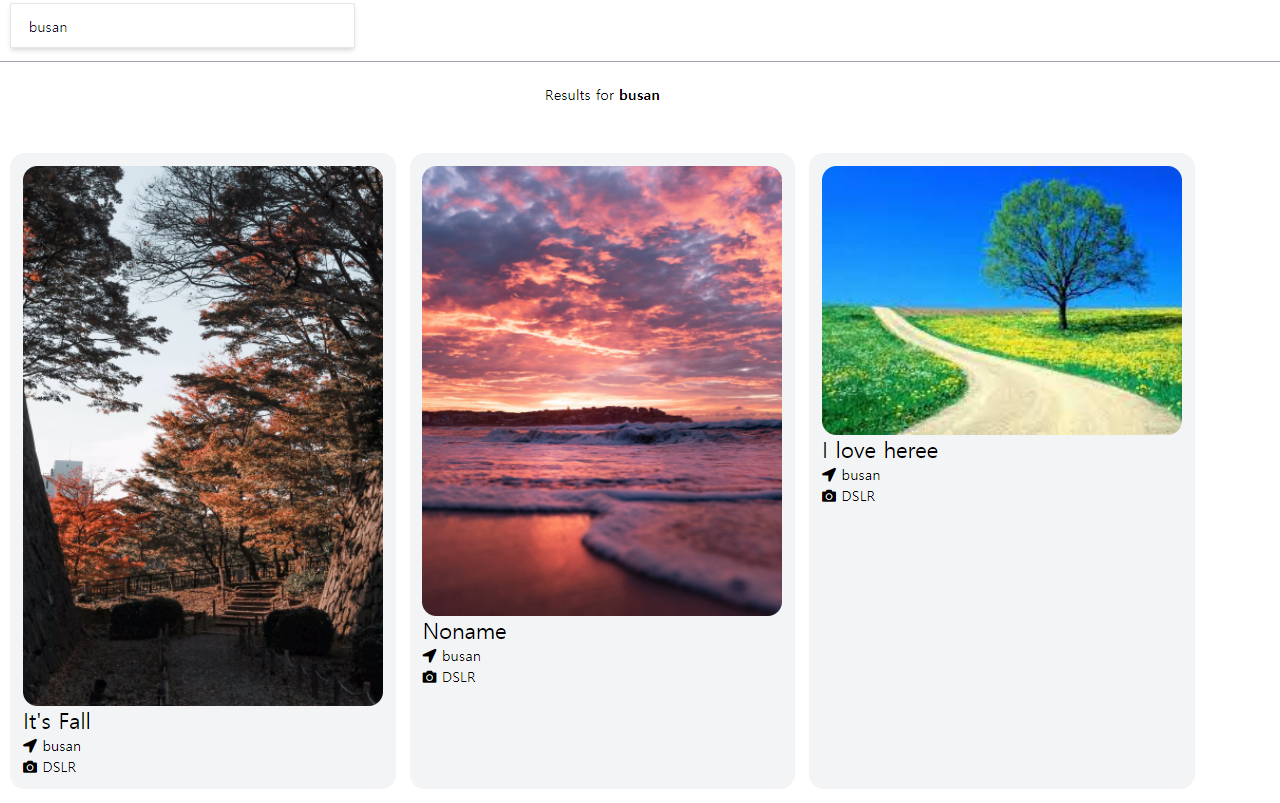 busan
Results for busan
It's Fall
busan
DSLR
Noname
busan
DSLR
I love heree
busan
DSLR